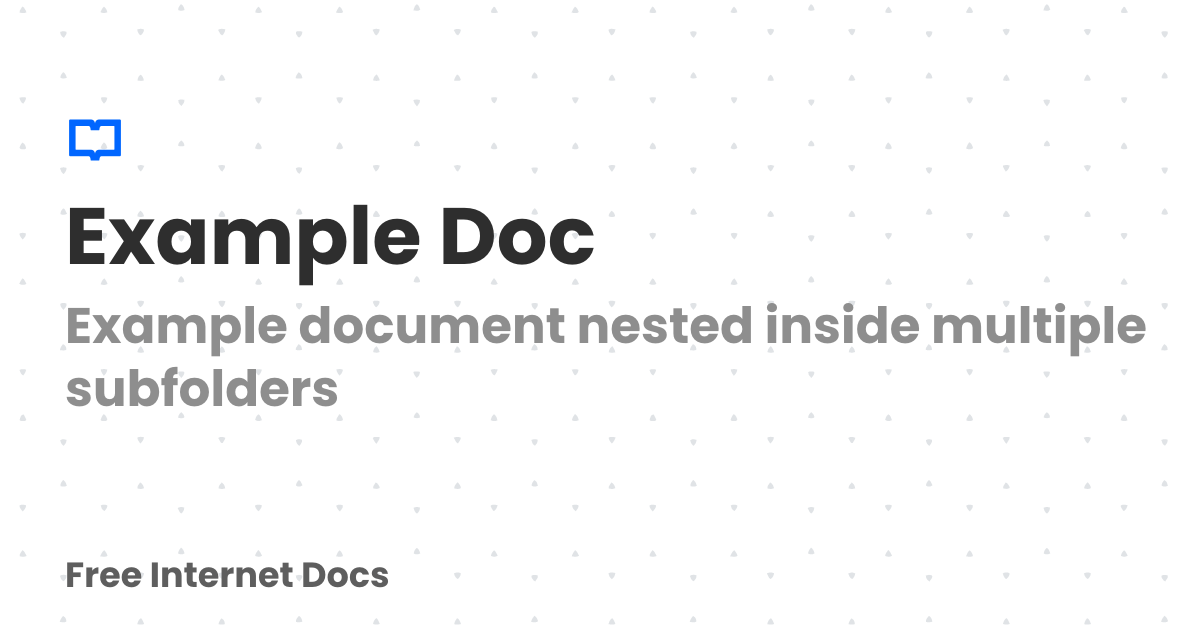 Example Doc
Example document nested inside multiple
subfolders
Free Internet Docs